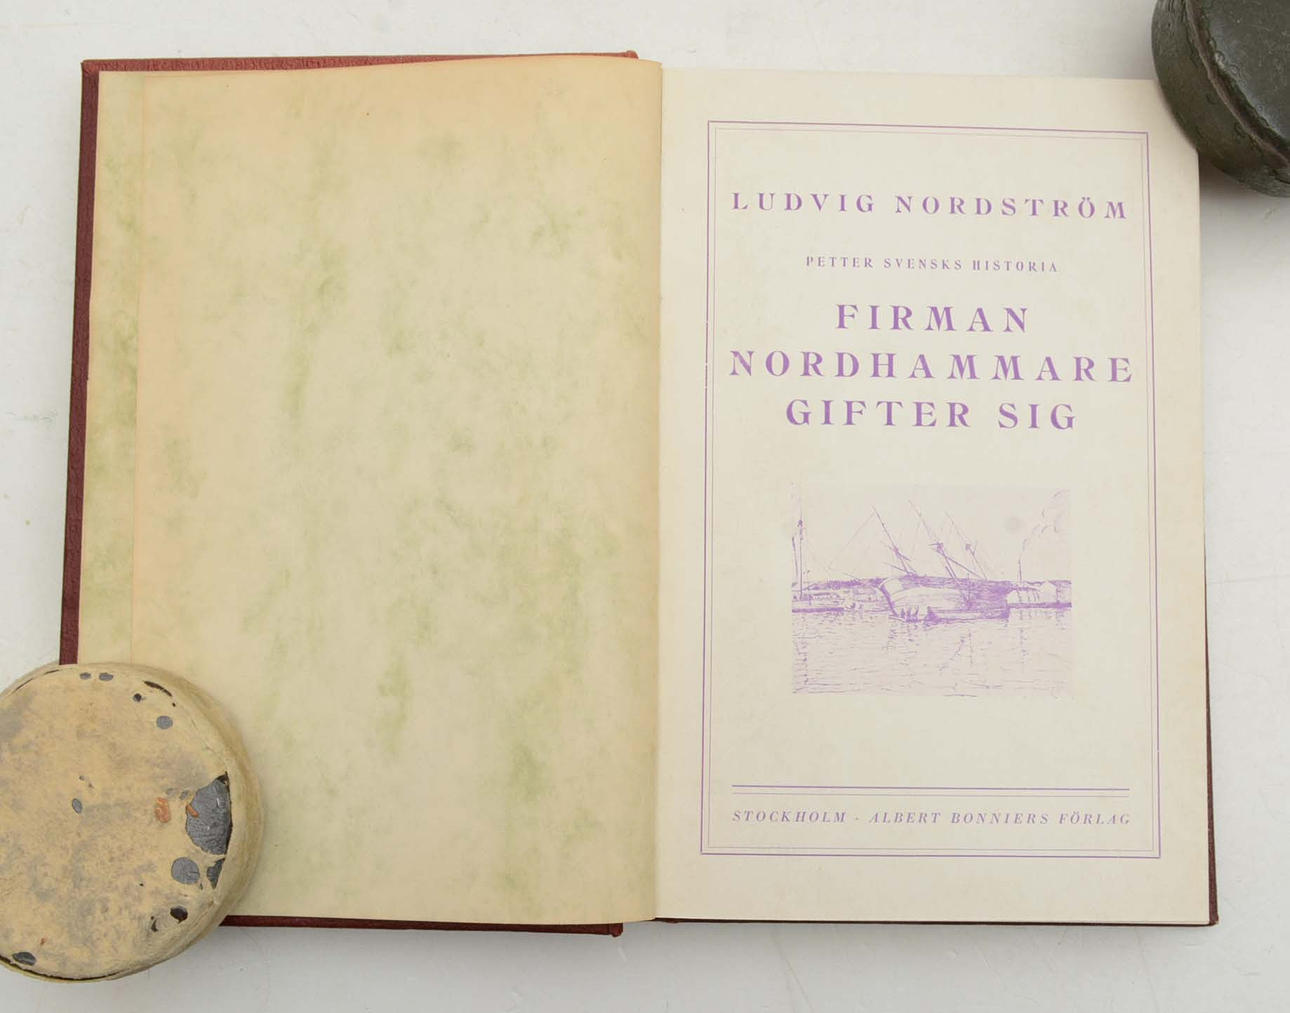 LUDVIG NORDSTRÖM
PETTER SVENSKS HISTORIA
FIRMAN
NORDHAMMARE
GIFTER SIG
STOCKHOLM - ALBERT BONNIERS FÖRLAG